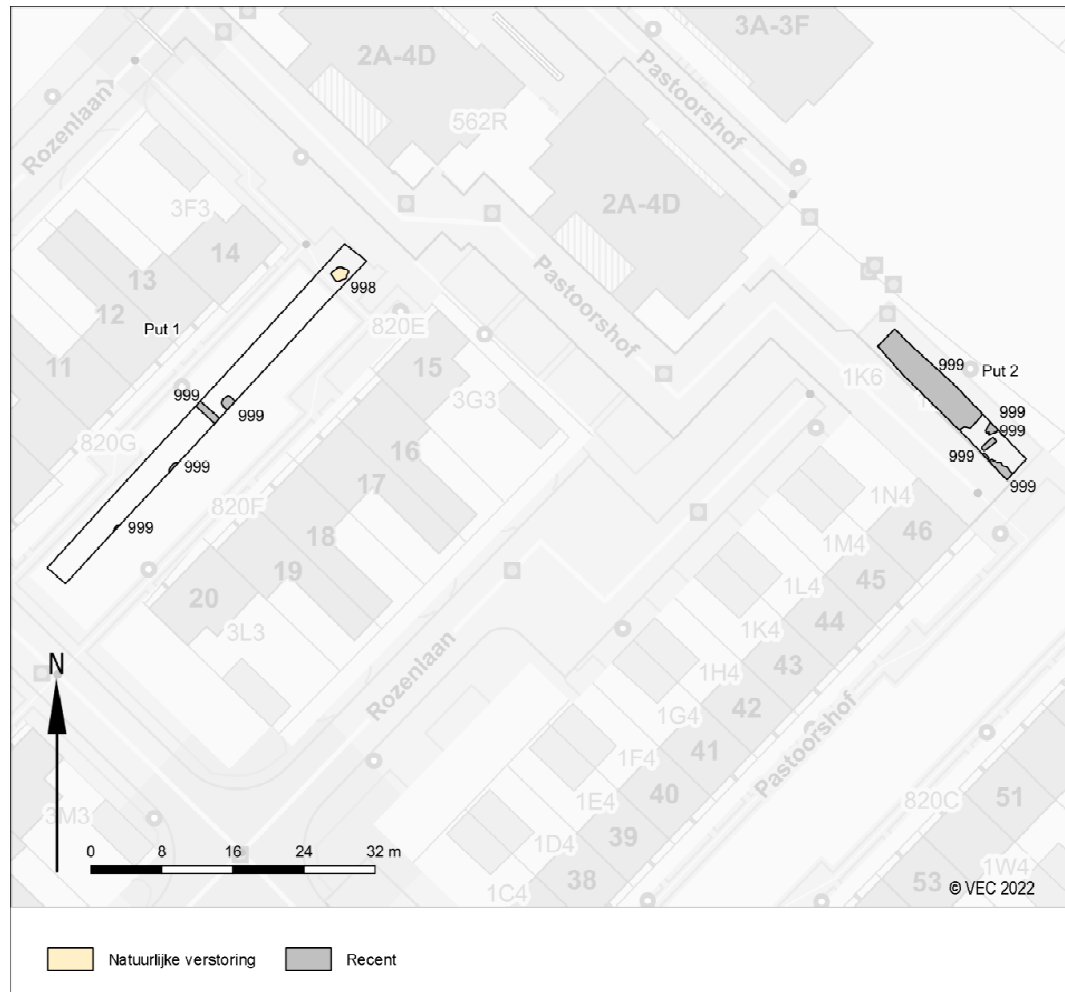 2A-4D
3A-3F
Pastoorshof
Rozenlaan
562R
3F3
14
2A-4D
13
998
Pastoorshof
12
Put 1
820E
11
15
1K6
999
Put 2
3G3
999
999
999
999
16
999
820G
999
999
17
1N4
820F
46
999
18
1M4
19
45
20
1L4
44
3L3
1K4
43
N
Rozenlaan
1H4
42
1G4
Pastoorshof
41
1F4
40
820C
51
1E4
3M3
39
0 8 16 24 32 m
1D4
1W4
38
53
1C4
© VEC 2022
Natuurlijke verstoring
Recent